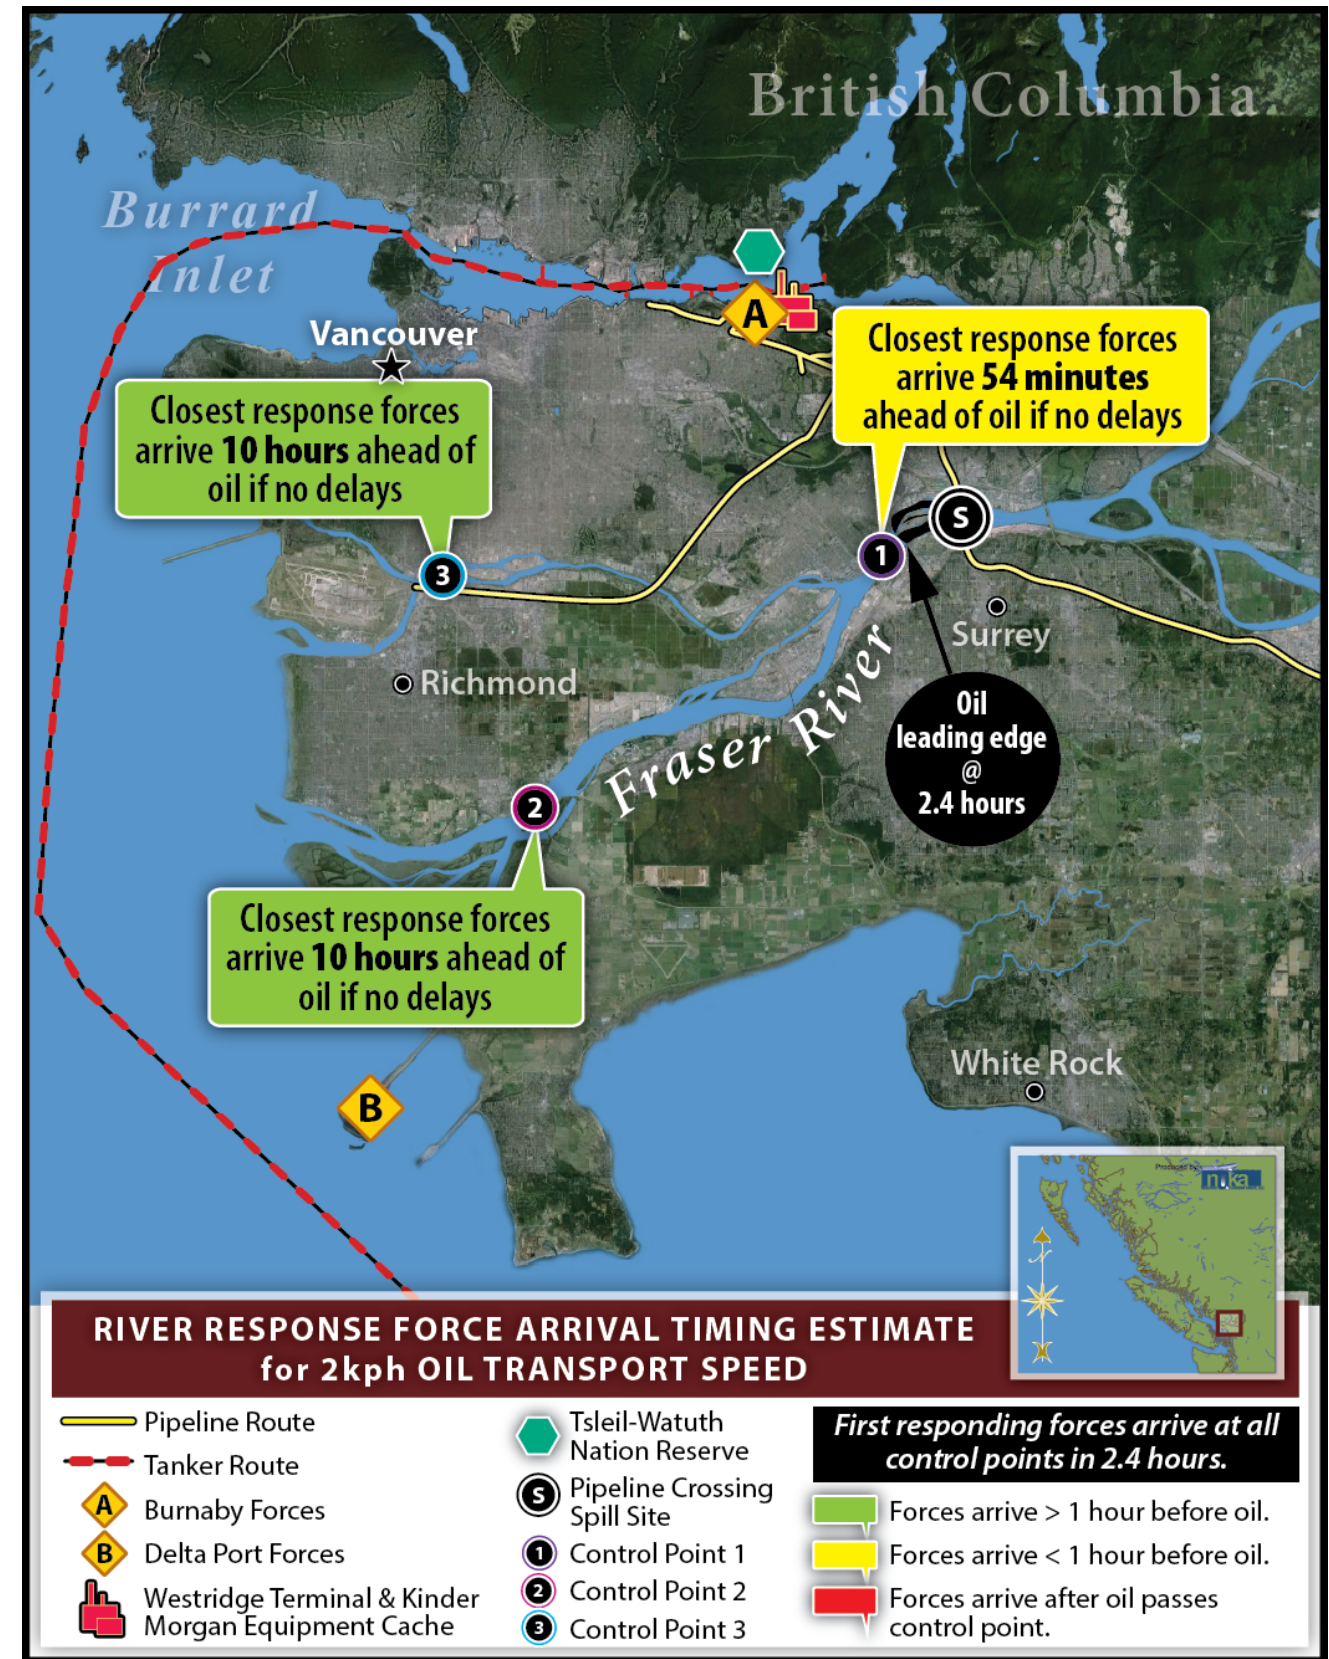 British Columbia
Burrard
Inlet
A
Vancouver
Closest response forces
arrive 54 minutes
ahead of oil if no delays
Closest response forces
arrive 10 hours ahead of
oil if no delays
S
1
3
Surrey
Richmond
Fraser River
Oil
leading edge
@
2.4 hours
2
Closest response forces
arrive 10 hours ahead of
oil if no delays
White Rock
B
Produced by:
nuka
N
RIVER RESPONSE FORCE ARRIVAL TIMING ESTIMATE
for 2kph OIL TRANSPORT SPEED
Pipeline Route
Tanker Route
A Burnaby Forces
B Delta Port Forces
Westridge Terminal & Kinder
Morgan Equipment Cache
Tsleil-Watuth
Nation Reserve
S Pipeline Crossing
Spill Site
1 Control Point 1
2 Control Point 2
3 Control Point 3
First responding forces arrive at all
control points in 2.4 hours.
Forces arrive > 1 hour before oil.
Forces arrive < 1 hour before oil.
Forces arrive after oil passes
control point.